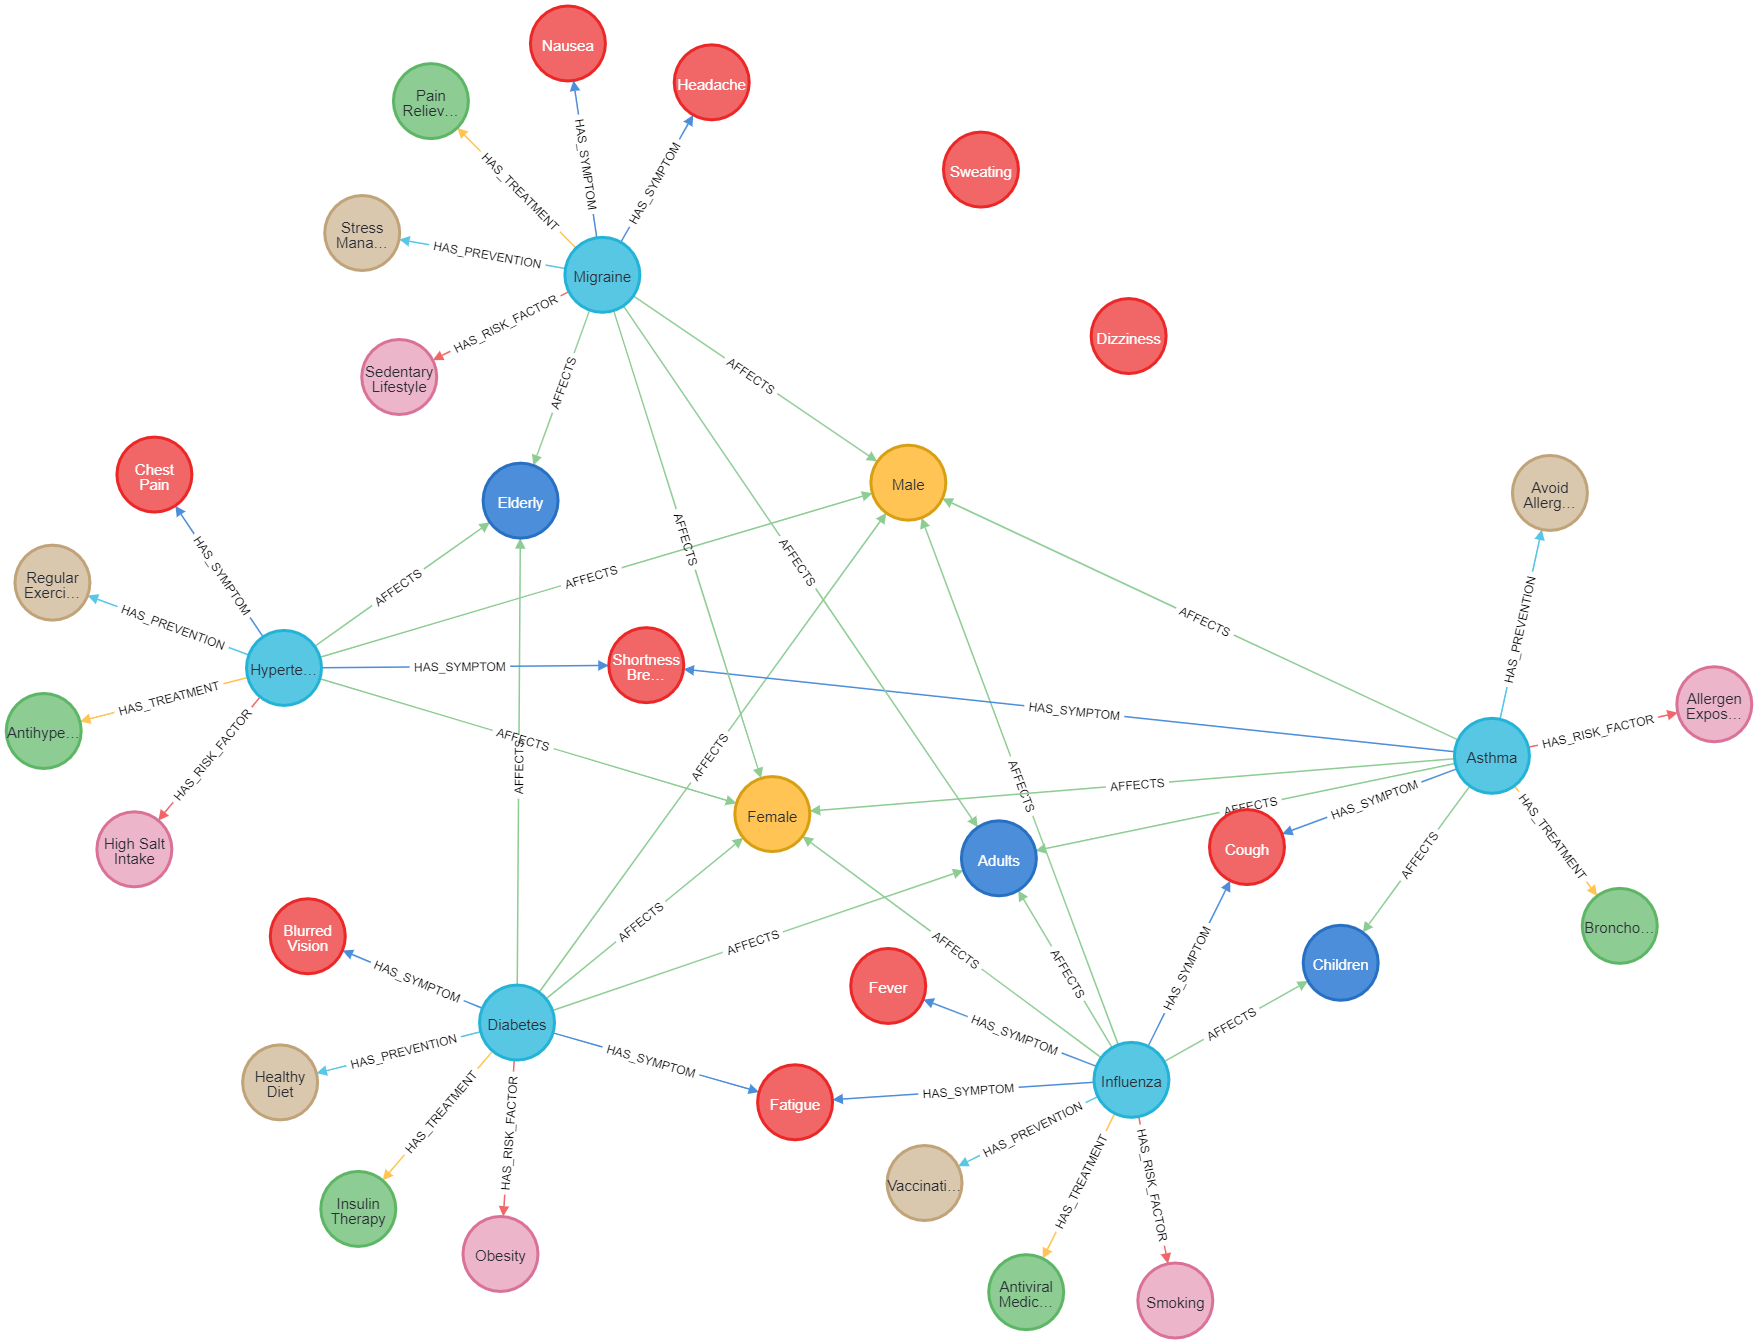 Nausea
Headache
Pain
Reliev…
HAS_SYMPTOM
HAS_SYMPTOM
HAS_TREATMENT
Sweating
Stress
Mana…
HAS_PREVENTION
Migraine
HAS_RISK_FACTOR
Sedentary
Lifestyle
Dizziness
AFFECTS
AFFECTS
Chest
Pain
Elderly
Male
Avoid
Allerg…
AFFECTS
AFFECTS
HAS_SYMPTOM
Regular
Exerci…
AFFECTS
AFFECTS
HAS_PREVENTION
AFFECTS
HAS_PREVENTION
Hyperte…
HAS_SYMPTOM
Shortness
Bre…
HAS_TREATMENT
HAS_SYMPTOM
Allergen
Expos…
Antihype…
HAS_RISK_FACTOR
AFFECTS
AFFECTS
AFFECTS
HAS_RISK_FACTOR
Asthma
AFFECTS
AFFECTS
AFFECTS
HAS_SYMPTOM
Female
High Salt
Intake
Adults
Cough
AFFECTS
HAS_TREATMENT
Blurred
Vision
AFFECTS
AFFECTS
AFFECTS
Broncho…
HAS_SYMPTOM
Fever
AFFECTS
HAS_SYMPTOM
Children
Diabetes
HAS_SYMPTOM
AFFECTS
HAS_PREVENTION
HAS_SYMPTOM
Healthy
Diet
Influenza
HAS_SYMPTOM
Fatigue
HAS_TREATMENT
HAS_RISK_FACTOR
HAS_PREVENTION
Vaccinati…
HAS_TREATMENT
HAS_RISK_FACTOR
Insulin
Therapy
Obesity
Antiviral
Medic…
Smoking